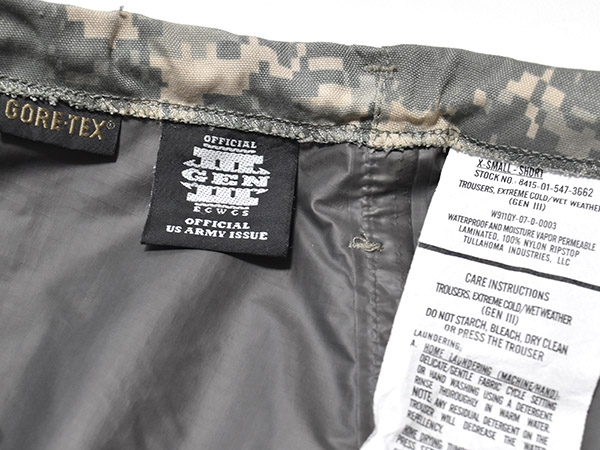 GORE-TEX®
OFFICIAL
III
GEN
III
ECWCS
OFFICIAL
US ARMY ISSUE
X-SMALL - SHORT
STOCK NO. 8415-01-547-3662
TROUSERS, EXTREME COLD/WET WEATHER
(GEN III)
W911QY-07-D-0003
WATERPROOF AND MOISTURE VAPOR PERMEABLE
LAMINATED, 100% NYLON RIPSTOP
TULLAHOMA INDUSTRIES, LLC
CARE INSTRUCTIONS
TROUSERS, EXTREME COLD/WET WEATHER
(GEN III)
DO NOT STARCH, BLEACH, DRY CLEAN
OR PRESS THE TROUSER
LAUNDERING:
A. HOME LAUNDERING (MACHINE/HAND)
DELICATE/GENTLE FABRIC CYCLE SETTING
OR HAND WASHING USING A DETERGENT.
RINSE THOROUGHLY IN WARM WATER.
NOTE, ANY RESIDUAL DETERGENT ON THE
TROUSER WILL DECREASE THE WATER
HOME DRYING: